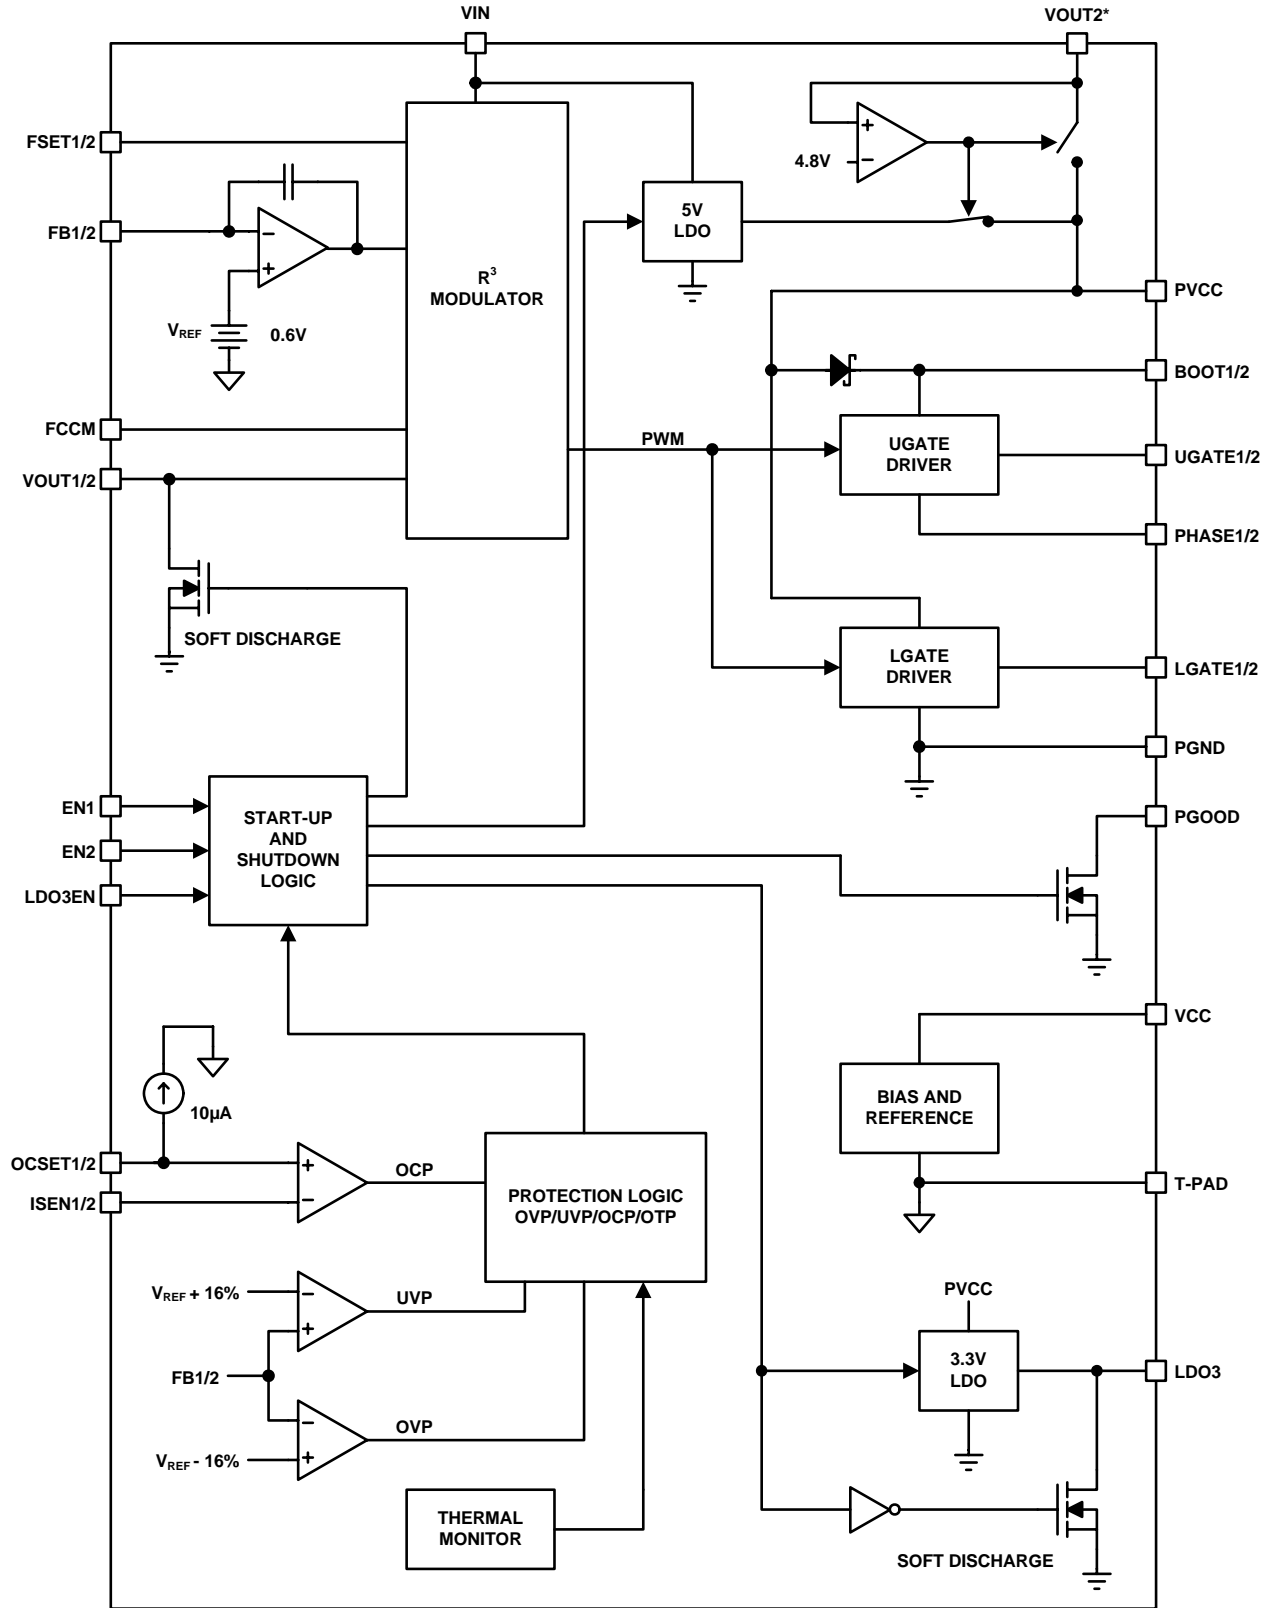 VIN
VOUT2*
FSET1/2
+
4.8V
−
5V
LDO
FB1/2
−
+
R³
MODULATOR
PVCC
VREF
0.6V
BOOT1/2
FCCM
PWM
UGATE
DRIVER
UGATE1/2
VOUT1/2
PHASE1/2
SOFT DISCHARGE
LGATE
DRIVER
LGATE1/2
PGND
EN1
START-UP
AND
SHUTDOWN
LOGIC
PGOOD
EN2
LDO3EN
VCC
10µA
BIAS AND
REFERENCE
OCSET1/2
+
OCP
ISEN1/2
−
PROTECTION LOGIC
OVP/UVP/OCP/OTP
T-PAD
VREF + 16%
−
UVP
+
PVCC
FB1/2
3.3V
LDO
LDO3
−
OVP
VREF - 16%
+
THERMAL
MONITOR
SOFT DISCHARGE